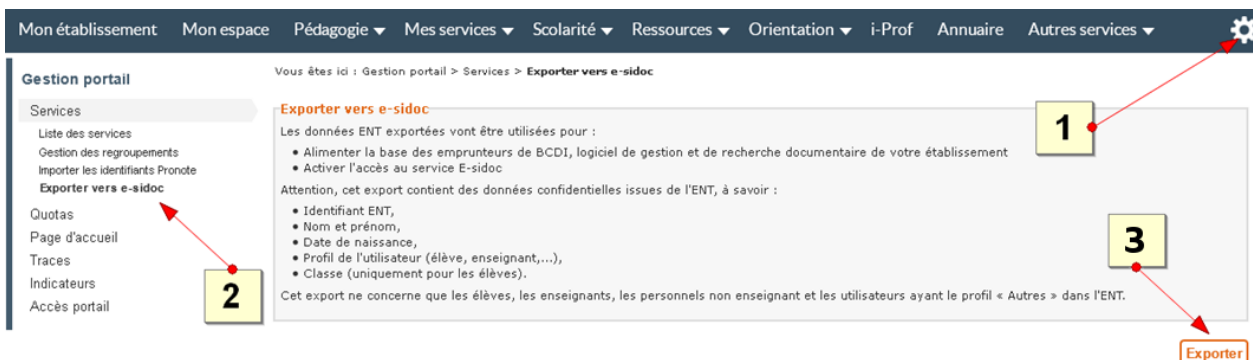 Mon établissement Mon espace Pédagogie Mes services Scolarité Ressources Orientation i-Prof Annuaire Autres services
Gestion portail
Services
Liste des services
Gestion des regroupements
Importer les identifiants Pronote
Exporter vers e-sidoc
Quotas
Page d'accueil
Traces
Indicateurs
Accès portail
Vous êtes ici : Gestion portail > Services > Exporter vers e-sidoc
Exporter vers e-sidoc
Les données ENT exportées vont être utilisées pour :
• Alimenter la base des emprunteurs de BCDI, logiciel de gestion et de recherche documentaire de votre établissement
• Activer l'accès au service E-sidoc
Attention, cet export contient des données confidentielles issues de l'ENT, à savoir :
• Identifiant ENT,
• Nom et prénom,
• Date de naissance,
• Profil de l'utilisateur (élève, enseignant,...),
• Classe (uniquement pour les élèves).
Cet export ne concerne que les élèves, les enseignants, les personnels non enseignant et les utilisateurs ayant le profil « Autres » dans l'ENT.
1
2
3
Exporter